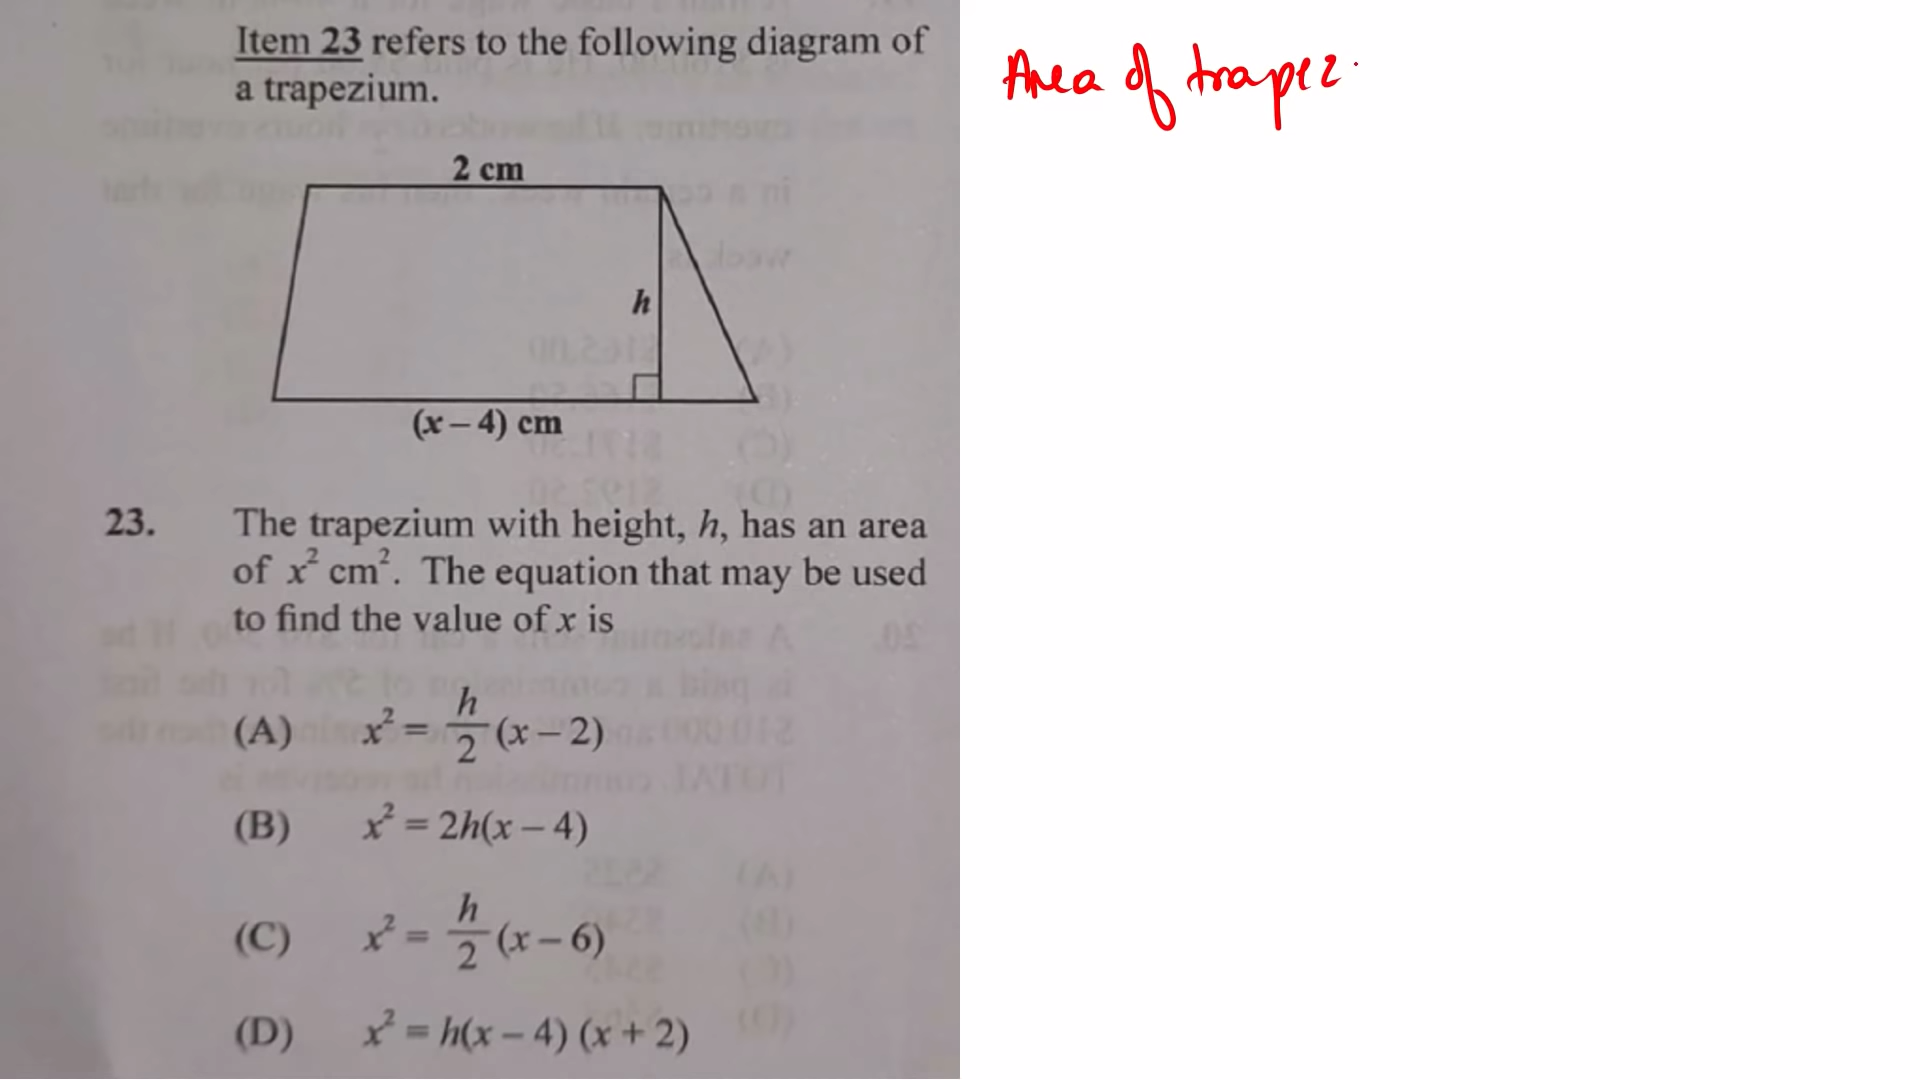 Item 23 refers to the following diagram of
a trapezium.
2 cm
h
(x – 4) cm
23. The trapezium with height, h, has an area
of x² cm². The equation that may be used
to find the value of x is
(A) x² = h/2 (x – 2)
(B) x² = 2h(x – 4)
(C) x² = h/2 (x – 6)
(D) x² = h(x – 4) (x + 2)
Area of trapez